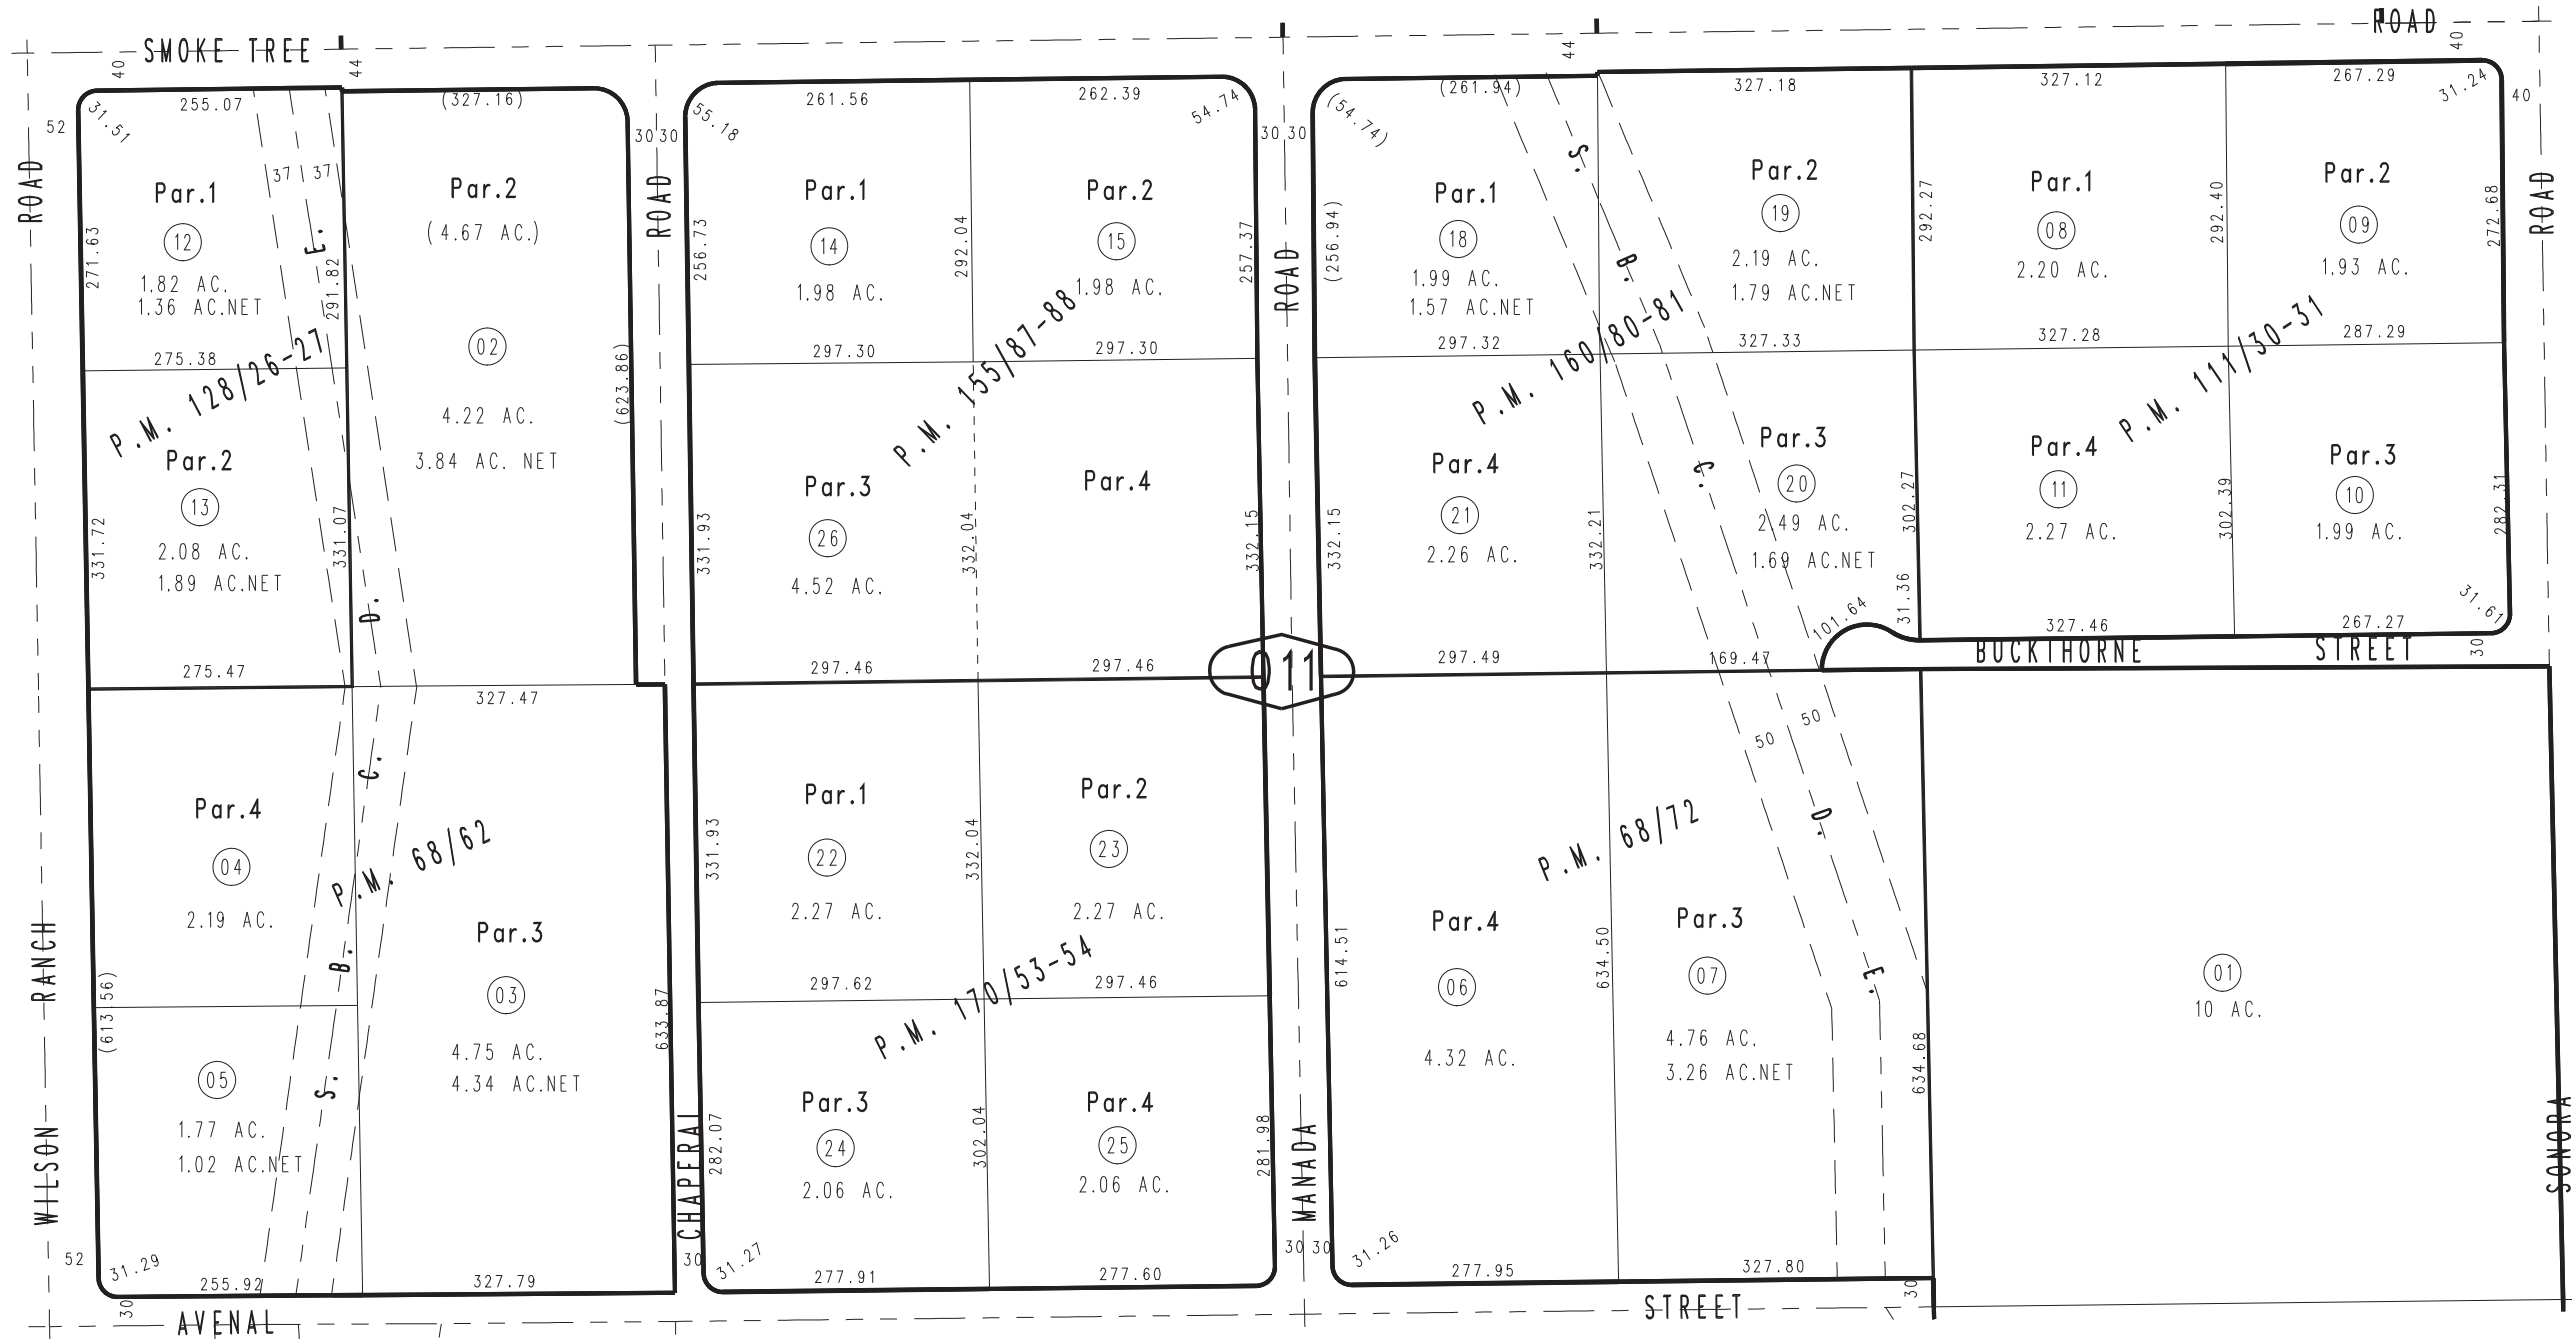 SMOKE TREE
ROAD
40
44
44
40
52
31.51
255.07
(327.16)
30 30
55.18
261.56
262.39
54.74
30 30
(54.74)
(261.94)
327.18
327.12
267.29
31.24
40
ROAD
ROAD
ROAD
ROAD
37
37
Par.1
12
1.82 AC.
1.36 AC.NET
271.63
291.82
275.38
E.
Par.2
(4.67 AC.)
02
4.22 AC.
3.84 AC. NET
(623.86)
Par.1
14
1.98 AC.
256.73
292.04
297.30
Par.2
15
1.98 AC.
257.37
297.30
P.M. 155/87-88
Par.1
18
1.99 AC.
1.57 AC.NET
(256.94)
297.32
S.
B.
Par.2
19
2.19 AC.
1.79 AC.NET
292.27
327.33
P.M. 160/80-81
Par.1
08
2.20 AC.
292.40
327.28
Par.2
09
1.93 AC.
272.68
287.29
P.M. 111/30-31
P.M. 128/26-27
Par.2
13
2.08 AC.
1.89 AC.NET
331.72
331.07
275.47
D.
327.47
Par.3
26
4.52 AC.
331.93
332.04
297.46
Par.4
332.15
297.46
011
Par.4
21
2.26 AC.
332.15
332.21
297.49
C.
Par.3
20
2.49 AC.
1.69 AC.NET
302.27
31.36
101.64
169.47
Par.4
11
2.27 AC.
302.39
327.46
Par.3
10
1.99 AC.
282.31
31.61
267.27
BUCKTHORNE STREET
30
Par.4
04
2.19 AC.
C.
P.M. 68/62
B.
Par.3
03
4.75 AC.
4.34 AC.NET
633.87
(613.56)
05
1.77 AC.
1.02 AC.NET
S.
31.29
255.92
327.79
Par.1
22
2.27 AC.
331.93
332.04
297.62
Par.2
23
2.27 AC.
297.46
P.M. 170/53-54
Par.3
24
2.06 AC.
282.07
302.04
31.27
277.91
Par.4
25
2.06 AC.
281.98
277.60
50
50
D.
P.M. 68/72
Par.4
06
4.32 AC.
614.51
634.50
31.26
277.95
Par.3
07
4.76 AC.
3.26 AC.NET
E.
634.68
327.80
01
10 AC.
WILSON RANCH
CHAPERAL
MANADA
SONORA
52
30
30
30 30
30
AVENAL
STREET